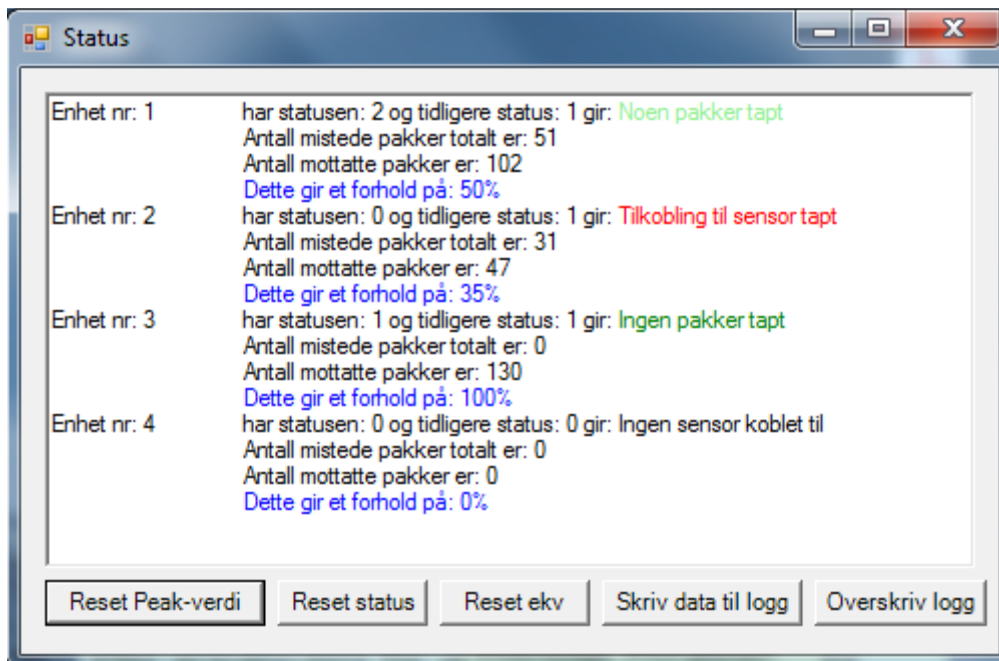 Status
Enhet nr: 1 har statusen: 2 og tidligere status: 1 gir: Noen pakker tapt
Antall mistede pakker totalt er: 51
Antall mottatte pakker er: 102
Dette gir et forhold på: 50%
Enhet nr: 2 har statusen: 0 og tidligere status: 1 gir: Tilkobling til sensor tapt
Antall mistede pakker totalt er: 31
Antall mottatte pakker er: 47
Dette gir et forhold på: 35%
Enhet nr: 3 har statusen: 1 og tidligere status: 1 gir: Ingen pakker tapt
Antall mistede pakker totalt er: 0
Antall mottatte pakker er: 130
Dette gir et forhold på: 100%
Enhet nr: 4 har statusen: 0 og tidligere status: 0 gir: Ingen sensor koblet til
Antall mistede pakker totalt er: 0
Antall mottatte pakker er: 0
Dette gir et forhold på: 0%
Reset Peak-verdi Reset status Reset ekv Skriv data til logg Overskriv logg